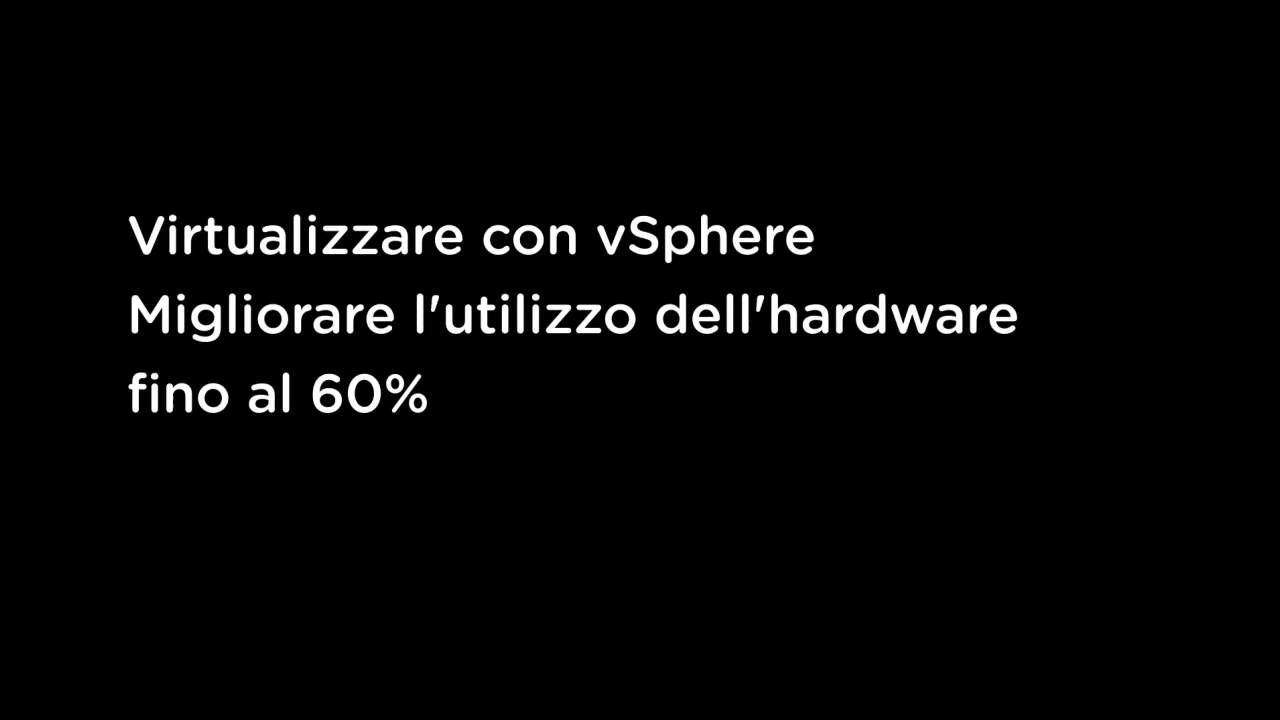 Virtualizzare con vSphere
Migliorare l'utilizzo dell'hardware
fino al 60%